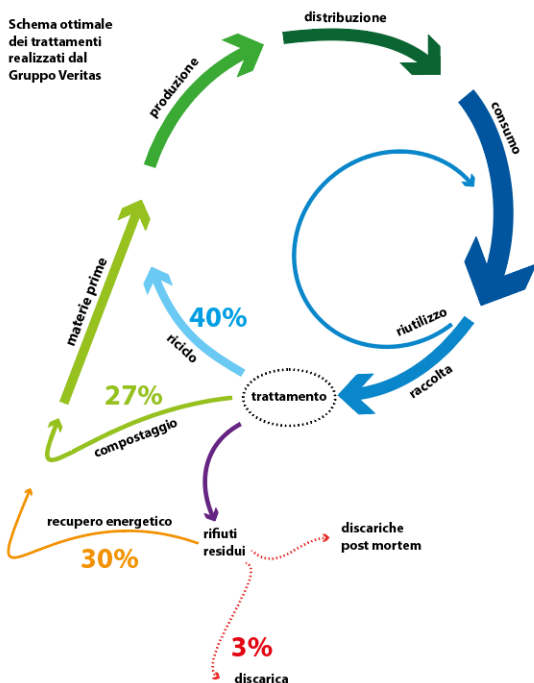 Schema ottimale
dei trattamenti
realizzati dal
Gruppo Veritas
distribuzione
produzione
consumo
materie prime
riutilizzo
raccolta
40%
riciclo
trattamento
27%
compostaggio
recupero energetico
30%
rifiuti
residui
discariche
post mortem
3%
discarica